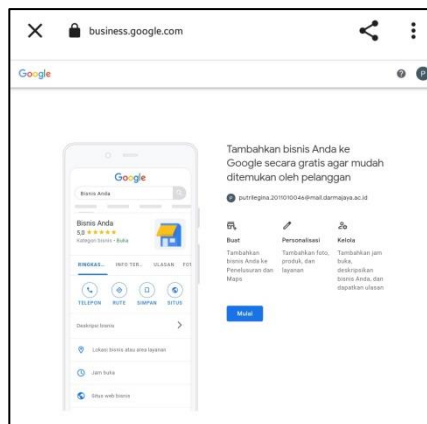 business.google.com
Google
P
Google
Bisnis Anda
Bisnis Anda
5,0
Kategori bisnis • Buka
RINGKAS...
INFO TER...
ULASAN
FOT
TELEPON
RUTE
SIMPAN
SITUS
Deskripsi bisnis
Lokasi bisnis atau area layanan
Jam buka
Situs web bisnis
Tambahkan bisnis Anda ke
Google secara gratis agar mudah
ditemukan oleh pelanggan
P putrilegina.2011010046@mail.darmajaya.ac.id
Buat
Tambahkan
bisnis Anda ke
Penelusuran dan
Maps
Personalisasi
Tambahkan foto,
produk, dan
layanan
Kelola
Tambahkan jam
buka,
deskripsikan
bisnis Anda, dan
dapatkan ulasan
Mulai